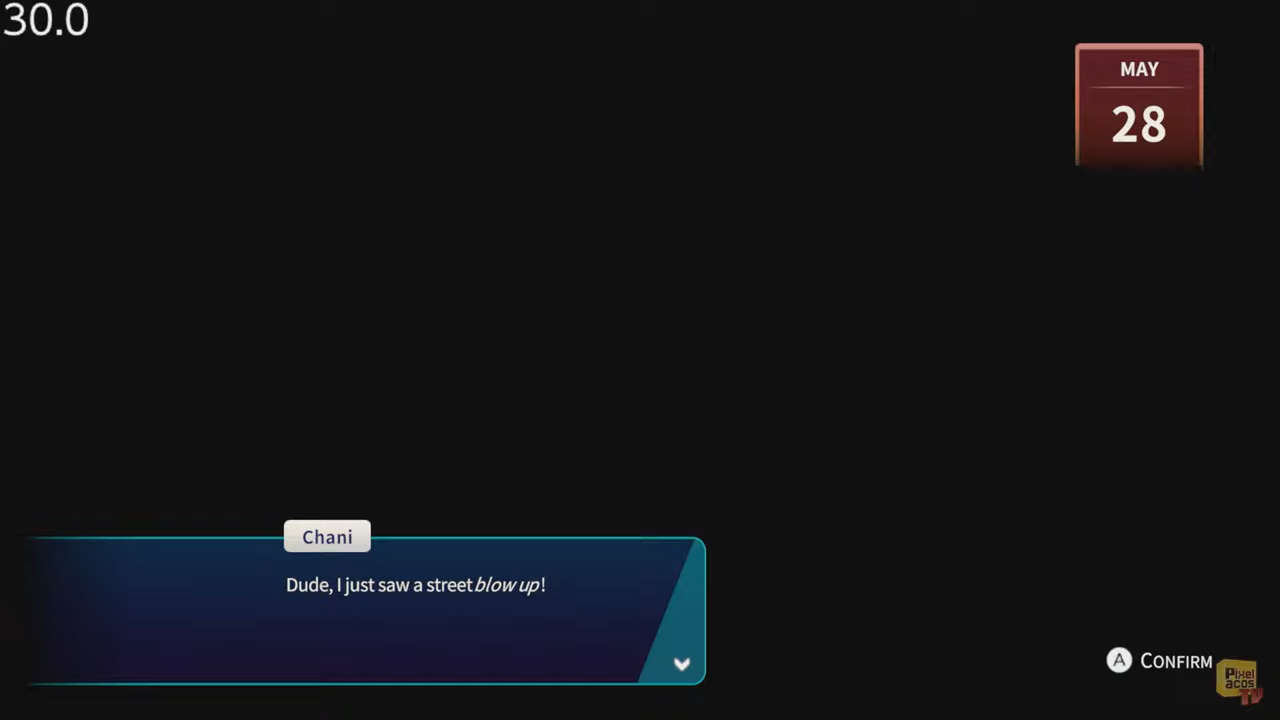 30.0
MAY
28
Chani
Dude, I just saw a street blow up!
A CONFIRM
Pixel
acos
TV